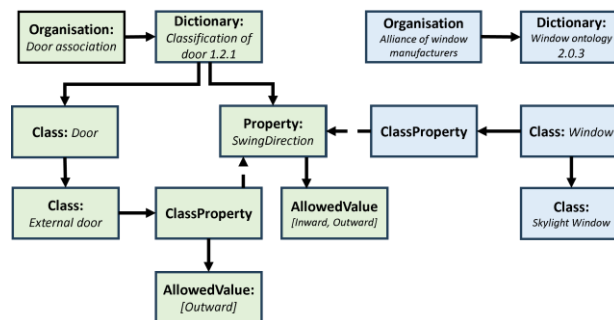 Organisation:
Door association
Dictionary:
Classification of
door 1.2.1
Organisation
Alliance of window
manufacturers
Dictionary:
Window ontology
2.0.3
Class: Door
Property:
SwingDirection
ClassProperty
Class: Window
Class:
External door
ClassProperty
AllowedValue
[Inward, Outward]
Class:
Skylight Window
AllowedValue:
[Outward]